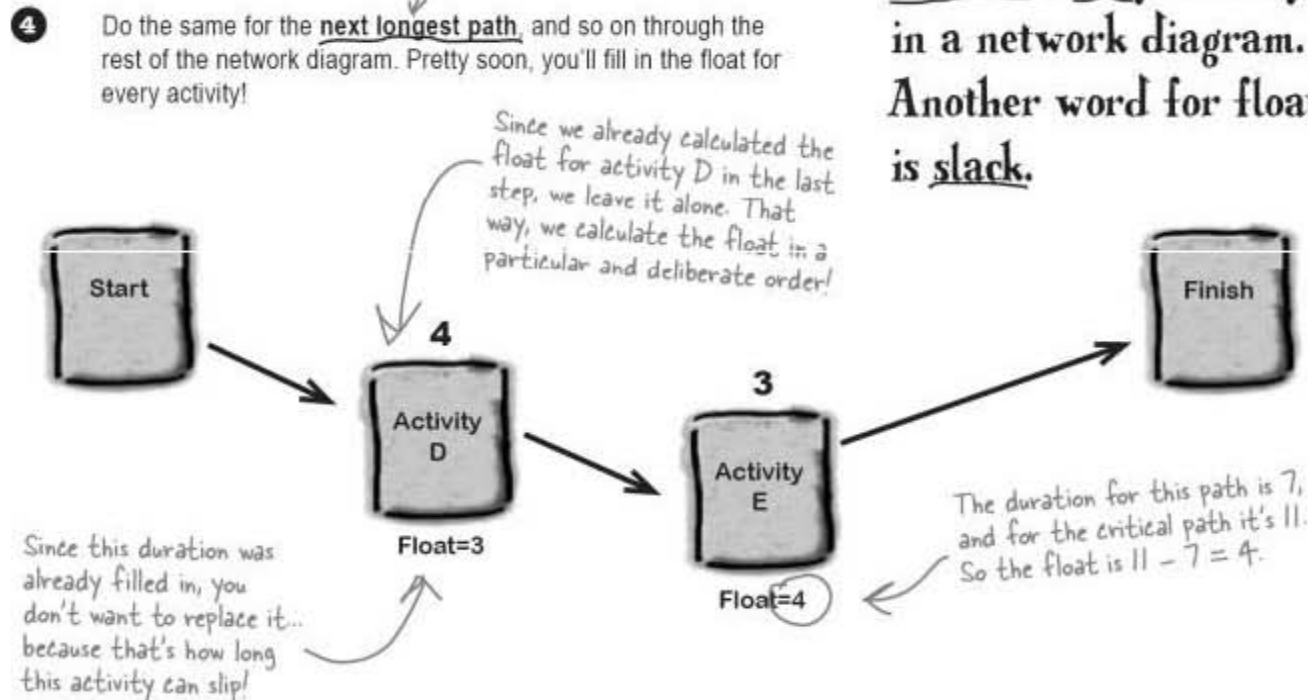 4 Do the same for the next longest path, and so on through the
rest of the network diagram. Pretty soon, you'll fill in the float for
every activity!
in a network diagram.
Another word for float
is slack.
Since we already calculated the
float for activity D in the last
step, we leave it alone. That
way, we calculate the float in a
particular and deliberate order!
Start
Finish
4
Activity
D
Float=3
3
Activity
E
Float=4
The duration for this path is 7,
and for the critical path it's 11.
So the float is 11 – 7 = 4.
Since this duration was
already filled in, you
don't want to replace it...
because that's how long
this activity can slip!